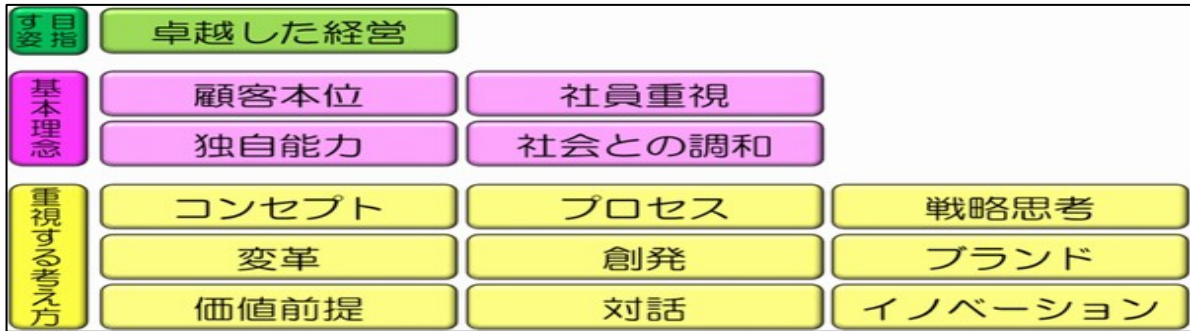 目指す姿
卓越した経営
基本理念
顧客本位
社員重視
独自能力
社会との調和
重視する考え方
コンセプト
プロセス
戦略思考
変革
創発
ブランド
価値前提
対話
イノベーション